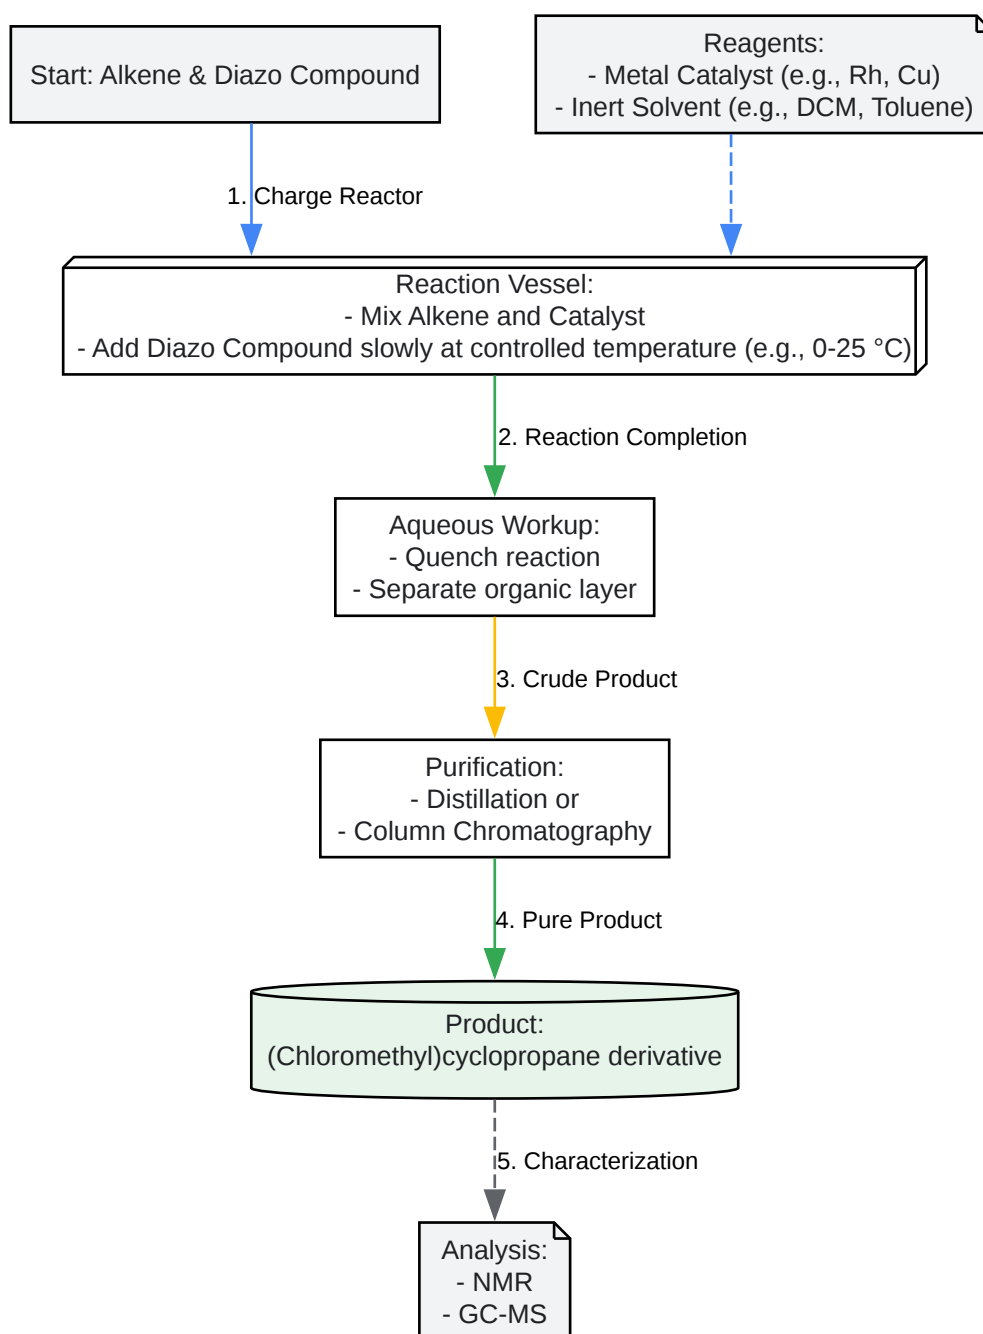 Start: Alkene & Diazo Compound
Reagents:
- Metal Catalyst (e.g., Rh, Cu)
- Inert Solvent (e.g., DCM, Toluene)
1. Charge Reactor
Reaction Vessel:
- Mix Alkene and Catalyst
- Add Diazo Compound slowly at controlled temperature (e.g., 0-25 °C)
2. Reaction Completion
Aqueous Workup:
- Quench reaction
- Separate organic layer
3. Crude Product
Purification:
- Distillation or
- Column Chromatography
4. Pure Product
Product:
(Chloromethyl)cyclopropane derivative
5. Characterization
Analysis:
- NMR
- GC-MS